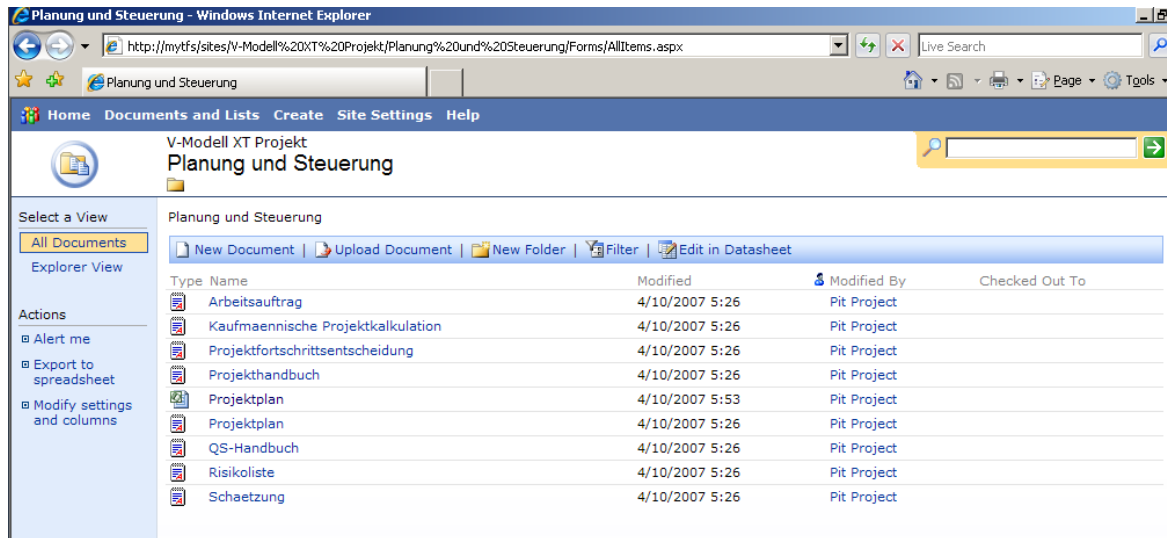 Planung und Steuerung - Windows Internet Explorer
http://mytfs/sites/V-Modell%20XT%20Projekt/Planung%20und%20Steuerung/Forms/AllItems.aspx Live Search
Planung und Steuerung Page Tools
Home Documents and Lists Create Site Settings Help
V-Modell XT Projekt
Planung und Steuerung
Select a View
All Documents
Explorer View
Actions
Alert me
Export to
spreadsheet
Modify settings
and columns
Planung und Steuerung
New Document | Upload Document | New Folder | Filter | Edit in Datasheet
Type Name Modified Modified By Checked Out To
Arbeitsauftrag 4/10/2007 5:26 Pit Project
Kaufmaennische Projektkalkulation 4/10/2007 5:26 Pit Project
Projektfortschrittsentscheidung 4/10/2007 5:26 Pit Project
Projekthandbuch 4/10/2007 5:26 Pit Project
Projektplan 4/10/2007 5:53 Pit Project
Projektplan 4/10/2007 5:26 Pit Project
QS-Handbuch 4/10/2007 5:26 Pit Project
Risikoliste 4/10/2007 5:26 Pit Project
Schaetzung 4/10/2007 5:26 Pit Project